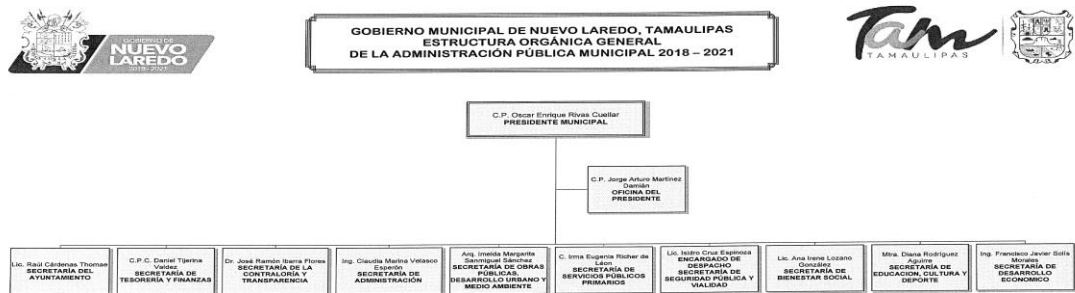 GOBIERNO DE
NUEVO
LAREDO
2018 - 2021
GOBIERNO MUNICIPAL DE NUEVO LAREDO, TAMAULIPAS
ESTRUCTURA ORGÁNICA GENERAL
DE LA ADMINISTRACIÓN PÚBLICA MUNICIPAL 2018 – 2021
Tam
TAMAULIPAS
C.P. Oscar Enrique Rivas Cuellar
PRESIDENTE MUNICIPAL
C.P. Jorge Arturo Martínez
Damián
OFICINA DEL
PRESIDENTE
Lic. Raúl Cárdenas Thomae
SECRETARÍA DEL
AYUNTAMIENTO
C.P.C. Daniel Tijerina
Valdez
SECRETARÍA DE
TESORERÍA Y FINANZAS
Dr. José Ramón Ibarra Flores
SECRETARÍA DE LA
CONTRALORÍA Y
TRANSPARENCIA
Ing. Claudia Marina Velasco
Esperón
SECRETARÍA DE
ADMINISTRACIÓN
Arq. Imelda Margarita
Sanmiguel Sánchez
SECRETARÍA DE OBRAS
PÚBLICAS,
DESARROLLO URBANO Y
MEDIO AMBIENTE
C. Irma Eugenia Richer de
León
SECRETARÍA DE
SERVICIOS PÚBLICOS
PRIMARIOS
Lic. Isidro Cruz Espinoza
ENCARGADO DE
DESPACHO
SECRETARÍA DE
SEGURIDAD PÚBLICA Y
VIALIDAD
Lic. Ana Irene Lozano
González
SECRETARÍA DE
BIENESTAR SOCIAL
Mtra. Diana Rodríguez
Aguirre
SECRETARÍA DE
EDUCACIÓN, CULTURA Y
DEPORTE
Ing. Francisco Javier Solís
Morales
SECRETARÍA DE
DESARROLLO
ECONOMICO